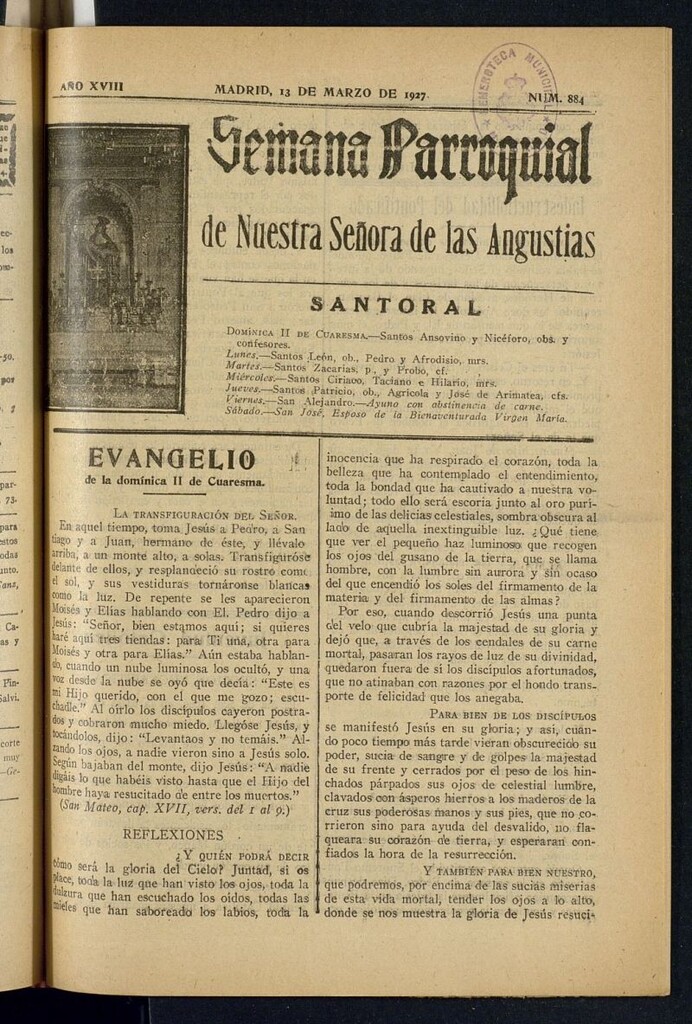 AÑO XVIII
MADRID, 13 DE MARZO DE 1927.
NÚM. 884
HEMEROTECA MUNICIPAL
Semana Parroquial
de Nuestra Señora de las Angustias
SANTORAL
DOMINICA II DE CUARESMA.—Santos Ansovino y Nicéforo, obs. y
confesores.
Lunes.—Santos León, ob., Pedro y Afrodisio, mrs.
Martes.—Santos Zacarías, p., y Probo, cf.
Miércoles.—Santos Ciriaco, Taciano e Hilario, mrs.
Jueves.—Santos Patricio, ob., Agrícola y José de Arimatea, cfs.
Viernes.—San Alejandro.—Ayuno con abstinencia de carne.
Sábado.—San José, Esposo de la Bienaventurada Virgen María.
EVANGELIO
de la domínica II de Cuaresma.
LA TRANSFIGURACIÓN DEL SEÑOR.
En aquel tiempo, toma Jesús a Pedro, a San
tiago y a Juan, hermano de éste, y llévalo
arriba, a un monte alto, a solas. Transfiguróse
delante de ellos, y resplandeció su rostro como
el sol, y sus vestiduras tornáronse blancas
como la luz. De repente se les aparecieron
Moisés y Elías hablando con El. Pedro dijo a
Jesús: “Señor, bien estamos aquí; si quieres
haré aquí tres tiendas: para Ti una, otra para
Moisés y otra para Elías.” Aún estaba hablan-
do, cuando un nube luminosa los ocultó, y una
voz desde la nube se oyó que decía: “Este es
mi Hijo querido, con el que me gozo; escu-
chadle.” Al oírlo los discípulos cayeron postra-
dos y cobraron mucho miedo. Llegóse Jesús, y
tocándolos, dijo: “Levantaos y no temáis.” Al-
zando los ojos, a nadie vieron sino a Jesús solo.
Según bajaban del monte, dijo Jesús: “A nadie
digáis lo que habéis visto hasta que el Hijo del
hombre haya resucitado de entre los muertos.”
(San Mateo, cap. XVII, vers. del 1 al 9.)
REFLEXIONES
¿Y QUIÉN PODRÁ DECIR
cómo será la gloria del Cielo? Juntad, si os
place, toda la luz que han visto los ojos, toda la
dulzura que han escuchado los oídos, todas las
mieles que han saboreado los labios, toda la
inocencia que ha respirado el corazón, toda la
belleza que ha contemplado el entendimiento,
toda la bondad que ha cautivado a nuestra vo-
luntad; todo ello será escoria junto al oro purí-
imo de las delicias celestiales, sombra obscura al
lado de aquella inextinguible luz. ¿Qué tiene
que ver el pequeño haz luminoso que recogen
los ojos del gusano de la tierra, que se llama
hombre, con la lumbre sin aurora y sin ocaso
del que encendió los soles del firmamento de la
materia y del firmamento de las almas?
Por eso, cuando descorrió Jesús una punta
del velo que cubría la majestad de su gloria y
dejó que, a través de los cendales de su carne
mortal, pasaran los rayos de luz de su divinidad,
quedaron fuera de si los discípulos afortunados,
que no atinaban con razones por el hondo trans-
porte de felicidad que los anegaba.
PARA BIEN DE LOS DISCÍPULOS
se manifestó Jesús en su gloria; y así, cuan-
do poco tiempo más tarde vieran obscurecido su
poder, sucia de sangre y de golpes la majestad
de su frente y cerrados por el peso de los hin-
chados párpados sus ojos de celestial lumbre,
clavados con ásperos hierros a los maderos de la
cruz sus poderosas manos y sus pies, que no co-
rrieron sino para ayuda del desvalido, no fla-
queara su corazón de tierra, y esperaran con-
fiados la hora de la resurrección.
Y TAMBIÉN PARA BIEN NUESTRO,
que podremos, por encima de las sucias miserias
de esta vida mortal, tender los ojos a lo alto,
donde se nos muestra la gloria de Jesús resuci-